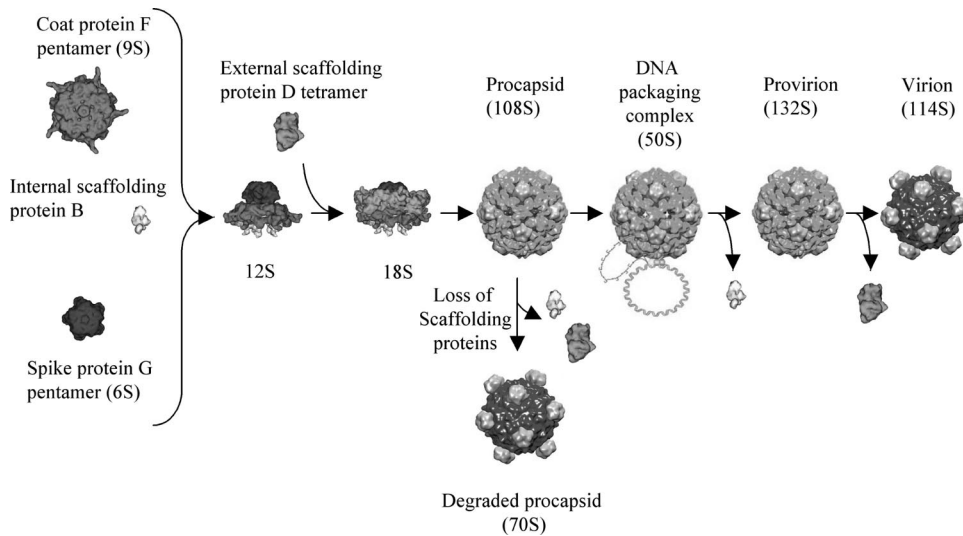 Coat protein F
pentamer (9S)
Internal scaffolding
protein B
Spike protein G
pentamer (6S)
12S
External scaffolding
protein D tetramer
18S
Procapsid
(108S)
Loss of
Scaffolding
proteins
Degraded procapsid
(70S)
DNA
packaging
complex
(50S)
Provirion
(132S)
Virion
(114S)